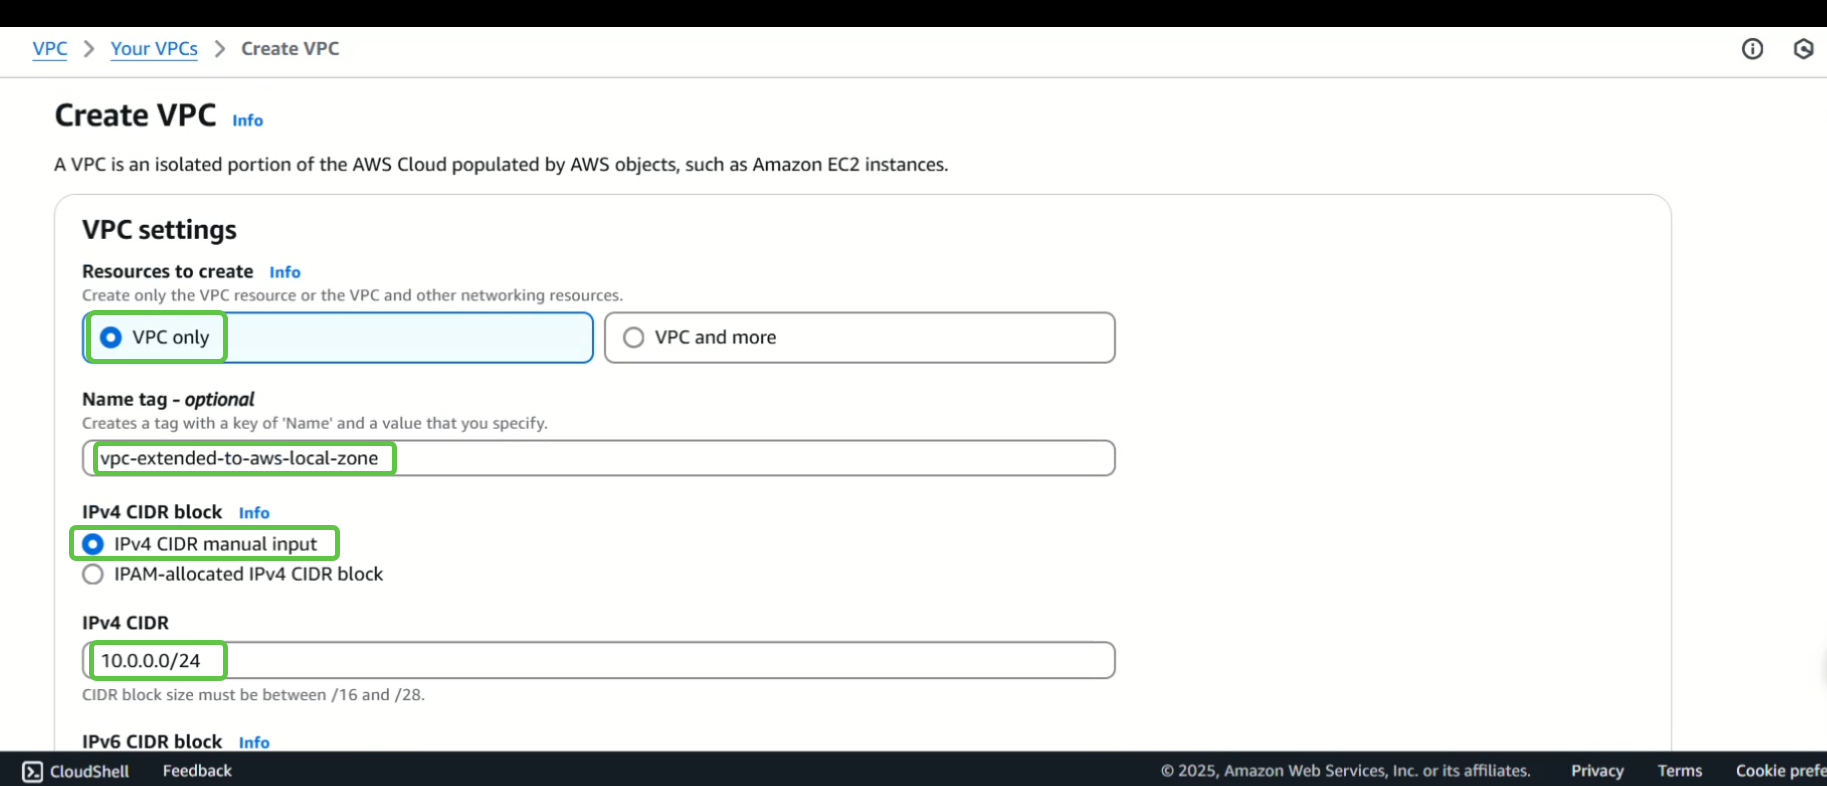 VPC > Your VPCs > Create VPC
Create VPC Info
A VPC is an isolated portion of the AWS Cloud populated by AWS objects, such as Amazon EC2 instances.
VPC settings
Resources to create Info
Create only the VPC resource or the VPC and other networking resources.
VPC only
VPC and more
Name tag - optional
Creates a tag with a key of 'Name' and a value that you specify.
vpc-extended-to-aws-local-zone
IPv4 CIDR block Info
IPv4 CIDR manual input
IPAM-allocated IPv4 CIDR block
IPv4 CIDR
10.0.0.0/24
CIDR block size must be between /16 and /28.
IPv6 CIDR block Info
CloudShell Feedback © 2025, Amazon Web Services, Inc. or its affiliates. Privacy Terms Cookie prefe